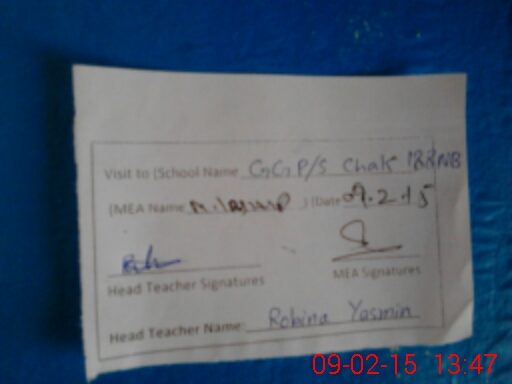 Visit to (School Name GGP/S Chak 188NB
(MEA Name M. ) (Date 09.2.15
Head Teacher Signatures MEA Signatures
Head Teacher Name: Robina Yasmin
09-02-15 13:47